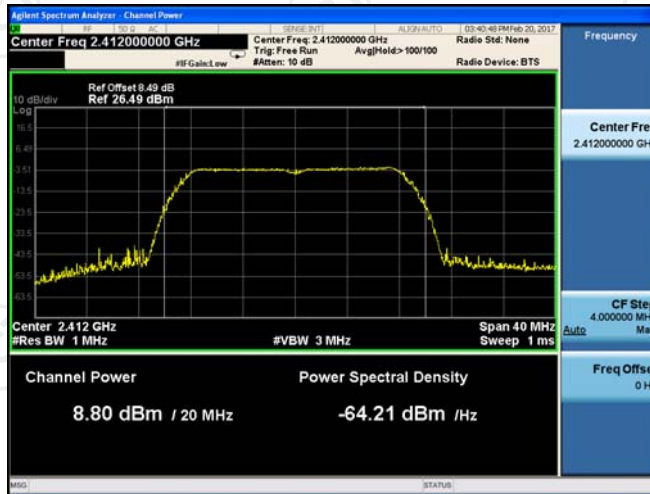 Agilent Spectrum Analyzer - Channel Power
RF 50 Ω AC SENSE:INT ALIGN AUTO 03:40:48 PM Feb 20, 2017
Center Freq 2.412000000 GHz
Center Freq: 2.412000000 GHz Radio Std: None
Trig: Free Run Avg|Hold:> 100/100
#IFGain:Low #Atten: 10 dB Radio Device: BTS
Ref Offset 8.49 dB
10 dB/div Ref 26.49 dBm
Log
16.5
6.49
-3.51
-13.5
-23.5
-33.5
-43.5
-53.5
-63.5
Center 2.412 GHz Span 40 MHz
#Res BW 1 MHz #VBW 3 MHz Sweep 1 ms
Channel Power Power Spectral Density
8.80 dBm / 20 MHz -64.21 dBm /Hz
MSG STATUS
Frequency
Center Fre
2.412000000 GH
CF Ste
4.000000 MH
Auto Ma
Freq Offse
0 H